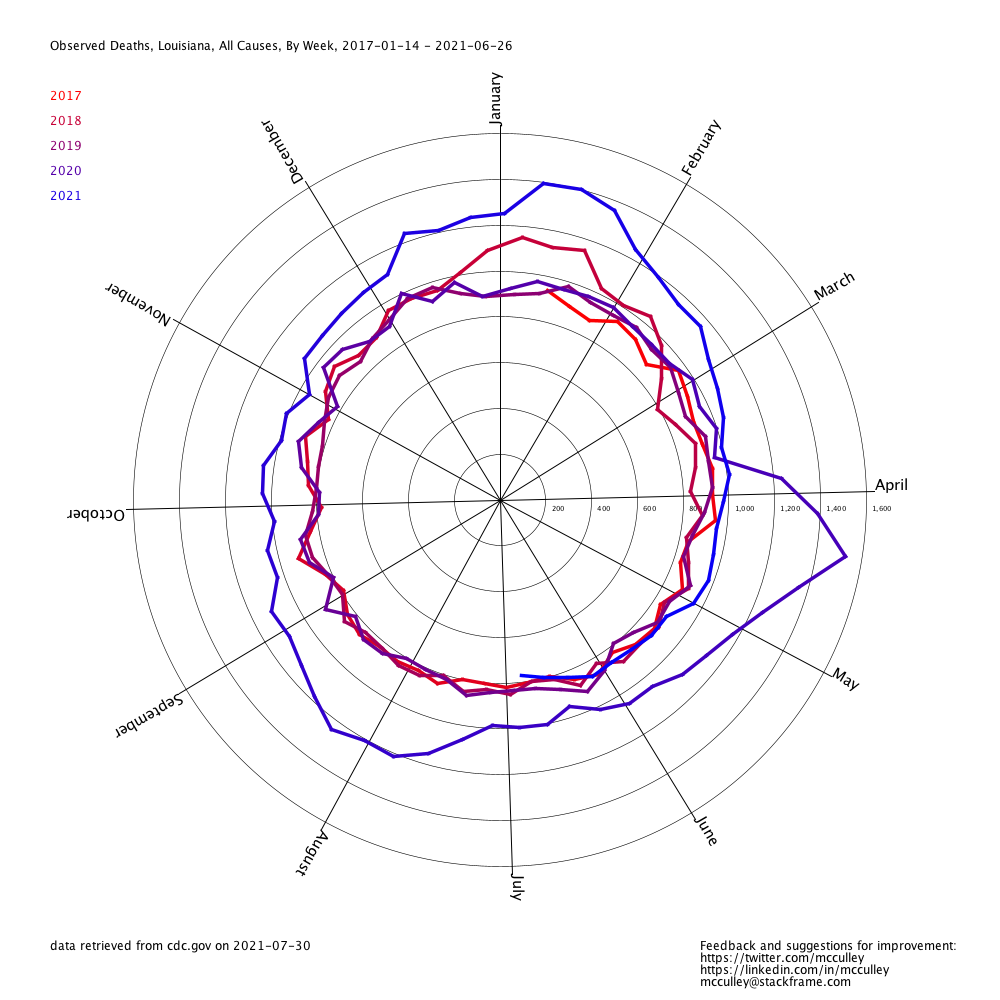 Observed Deaths, Louisiana, All Causes, By Week, 2017-01-14 - 2021-06-26
2017
2018
2019
2020
2021
January
February
March
April
May
June
July
August
September
October
November
December
200
400
600
800
1,000
1,200
1,400
1,600
data retrieved from cdc.gov on 2021-07-30
Feedback and suggestions for improvement:
https://twitter.com/mcculley
https://linkedin.com/in/mcculley
mcculley@stackframe.com